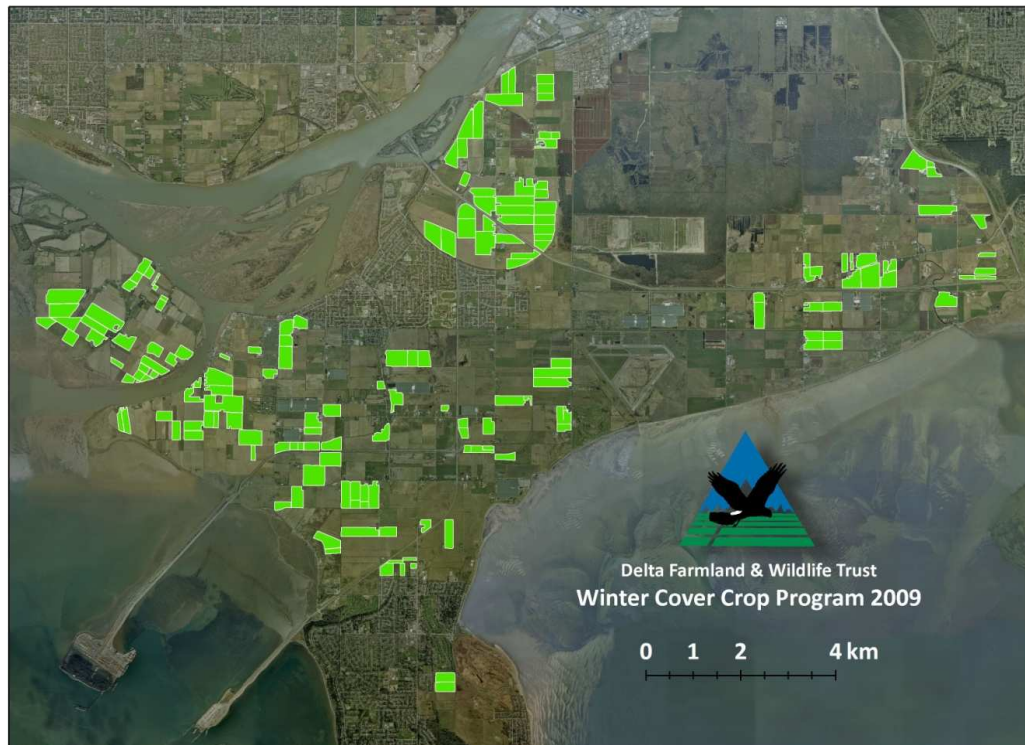 Delta Farmland & Wildlife Trust
Winter Cover Crop Program 2009
0 1 2 4 km